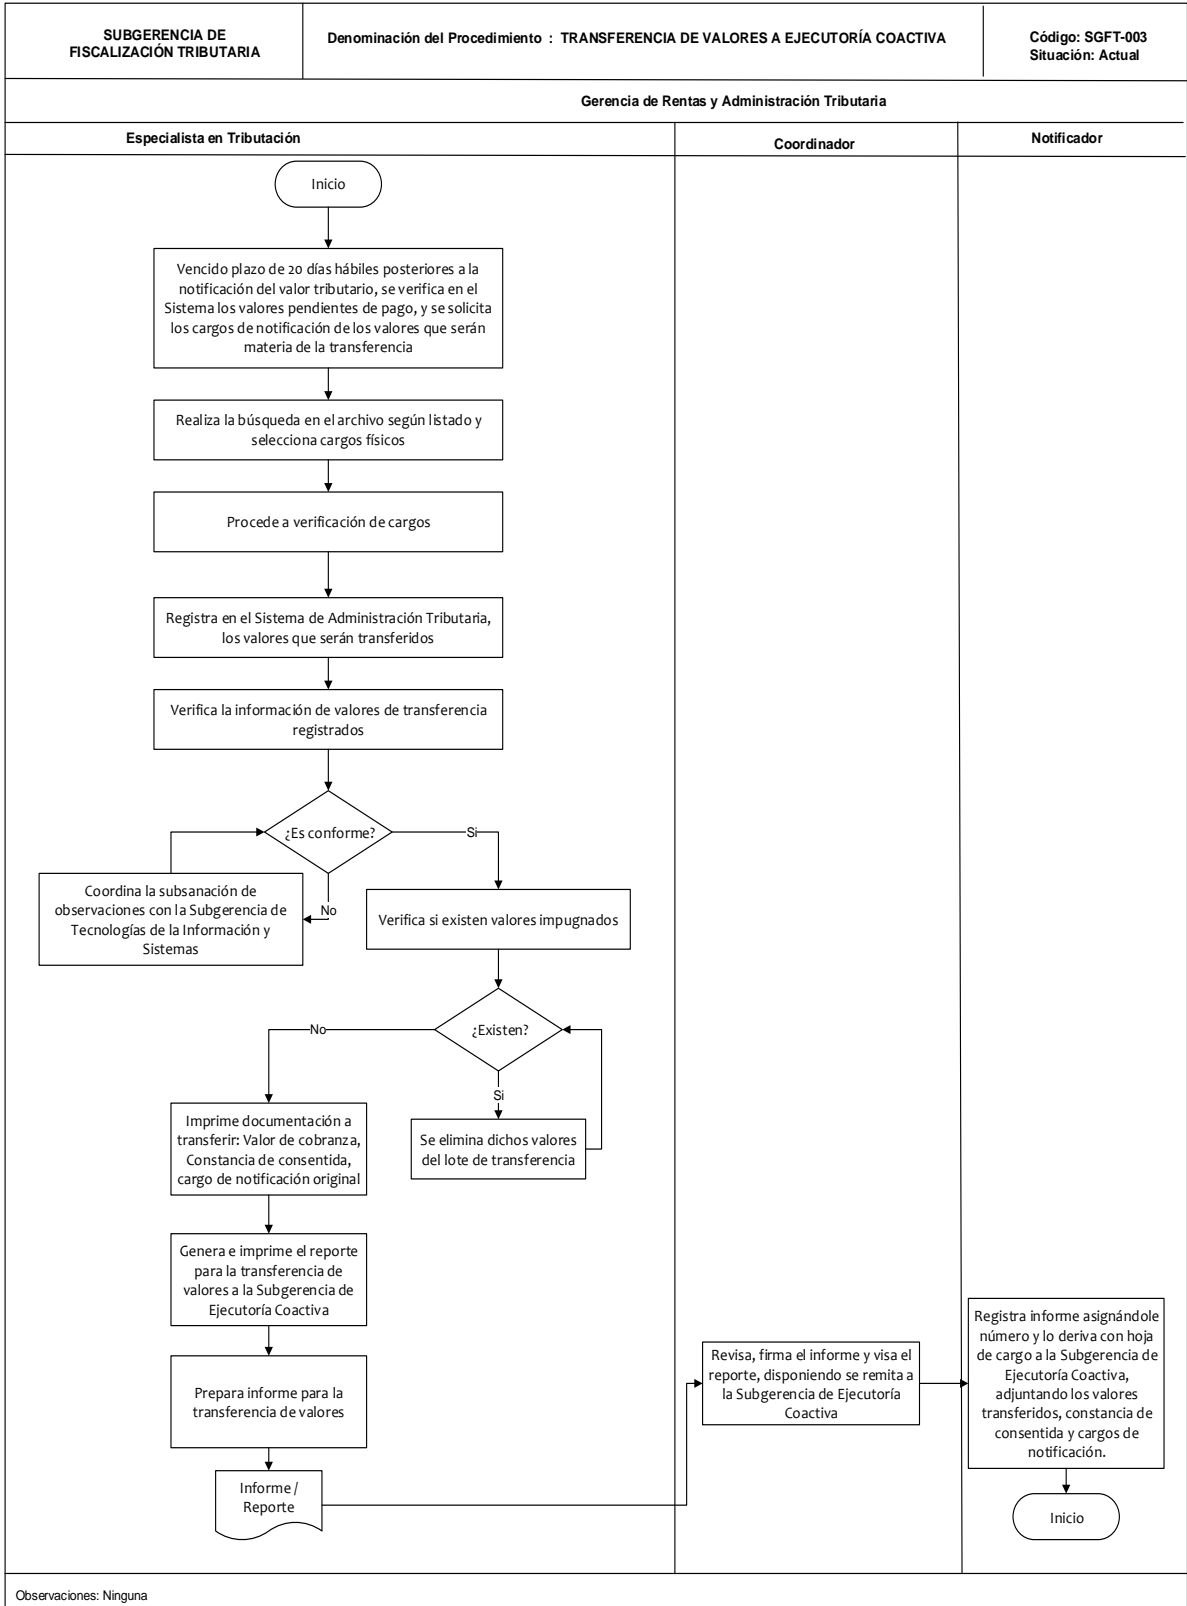 SUBGERENCIA DE
FISCALIZACIÓN TRIBUTARIA
Denominación del Procedimiento : TRANSFERENCIA DE VALORES A EJECUTORÍA COACTIVA
Código: SGFT-003
Situación: Actual
Gerencia de Rentas y Administración Tributaria
Especialista en Tributación
Coordinador
Notificador
Inicio
Vencido plazo de 20 días hábiles posteriores a la
notificación del valor tributario, se verifica en el
Sistema los valores pendientes de pago, y se solicita
los cargos de notificación de los valores que serán
materia de la transferencia
Realiza la búsqueda en el archivo según listado y
selecciona cargos físicos
Procede a verificación de cargos
Registra en el Sistema de Administración Tributaria,
los valores que serán transferidos
Verifica la información de valores de transferencia
registrados
¿Es conforme?
Si
No
Coordina la subsanación de
observaciones con la Subgerencia de
Tecnologías de la Información y
Sistemas
Verifica si existen valores impugnados
¿Existen?
No
Si
Se elimina dichos valores
del lote de transferencia
Imprime documentación a
transferir: Valor de cobranza,
Constancia de consentida,
cargo de notificación original
Genera e imprime el reporte
para la transferencia de
valores a la Subgerencia de
Ejecutoría Coactiva
Prepara informe para la
transferencia de valores
Informe /
Reporte
Revisa, firma el informe y visa el
reporte, disponiendo se remita a
la Subgerencia de Ejecutoría
Coactiva
Registra informe asignándole
número y lo deriva con hoja
de cargo a la Subgerencia de
Ejecutoría Coactiva,
adjuntando los valores
transferidos, constancia de
consentida y cargos de
notificación.
Inicio
Observaciones: Ninguna